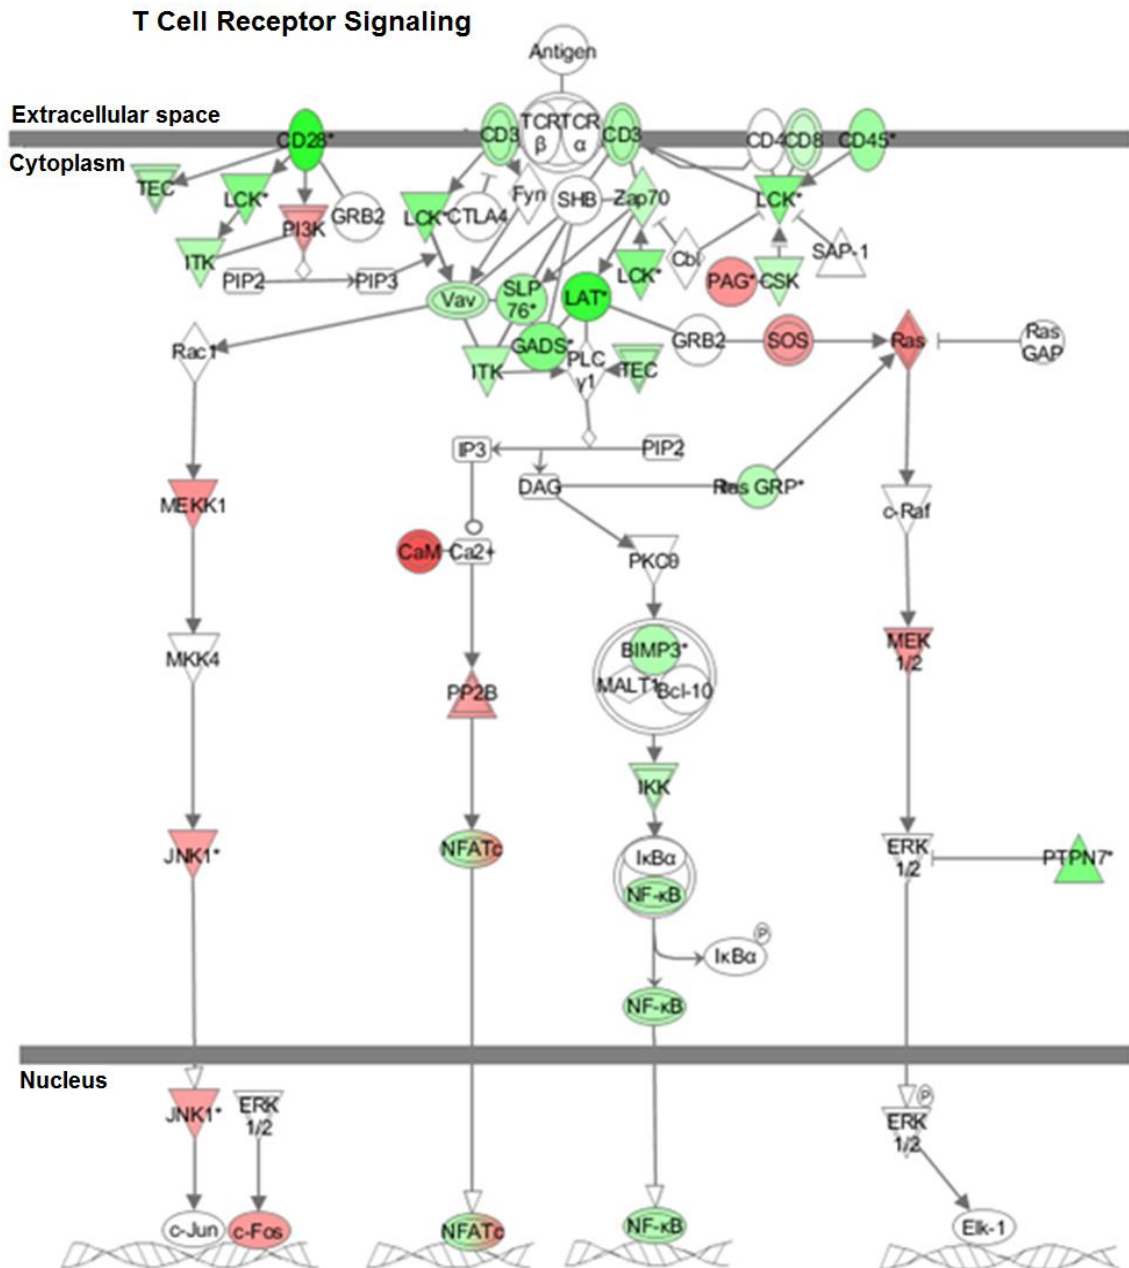 T Cell Receptor Signaling
Antigen
Extracellular space
CD28*
CD3
TCR
β
TCR
α
CD3
CD4
CD8
CD45*
Cytoplasm
TEC
LCK*
PI3K
GRB2
LCK*
CTLA4
Fyn
SHB
Zap70
LCK*
ITK
PIP2
PIP3
LCK*
Cbl
PAG*
CSK
SAP-1
Vav
SLP
76*
LAT*
Rac1
ITK
GADS*
PLC
γ1
TEC
GRB2
SOS
Ras
Ras
GAP
IP3
PIP2
DAG
Ras GRP*
c-Raf
MEKK1
CaM
Ca2+
PKCθ
MKK4
PP2B
BIMP3*
MALT1
Bcl-10
MEK
1/2
IKK
JNK1*
NFATc
IκBα
NF-κB
ERK
1/2
PTPN7*
P
IκBα
NF-κB
Nucleus
JNK1*
ERK
1/2
P
ERK
1/2
c-Jun
c-Fos
NFATc
NF-κB
Elk-1